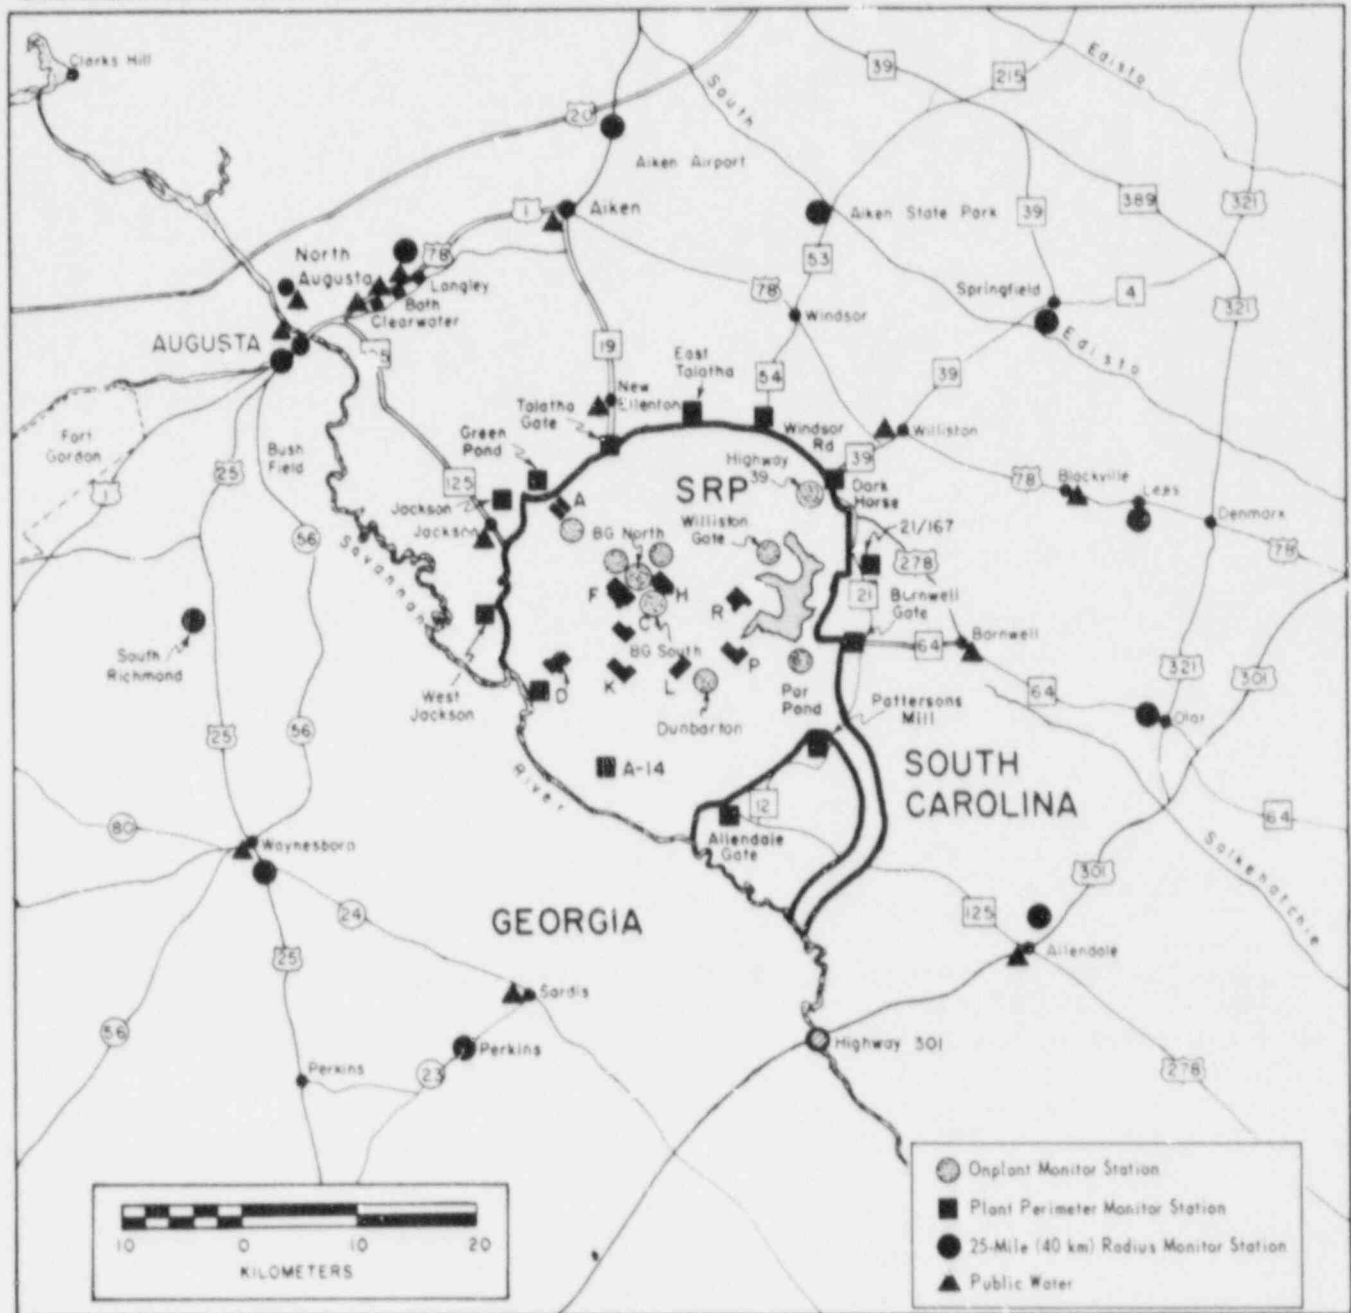 Clarks Hill
20
South
39
215
Edisto
Aiken Airport
1
Aiken
Aiken State Park
39
389
321
North
Augusta
78
Langley
Bath
Clearwater
53
78
Springfield
4
321
Windsor
AUGUSTA
19
East
Talatha
54
39
Edisto
New
Ellenton
Talatha
Gate
Green
Pond
Windsor
Rd
Williston
Fort
Gordon
Bush
Field
25
1
125
Highway
39
39
SRP
Dark
Horse
78
Blackville
Lees
Denmark
78
Jackson
A
Jackson
BG North
Williston
Gate
21/167
278
56
Savannah
F
H
R
21
Barnwell
Gate
C
BG South
64
Barnwell
South
Richmond
West
Jackson
D
K
L
P
Par
Pond
Pattersons
Mill
64
321
301
Olar
Dunbarton
25
56
River
A-14
SOUTH
CAROLINA
12
64
80
Waynesboro
Allendale
Gate
Salkehatchie
301
24
GEORGIA
125
Allendale
25
Sardis
56
Perkins
Highway 301
Perkins
23
278
10 0 10 20
KILOMETERS
Onplant Monitor Station
Plant Perimeter Monitor Station
25-Mile (40 km) Radius Monitor Station
Public Water